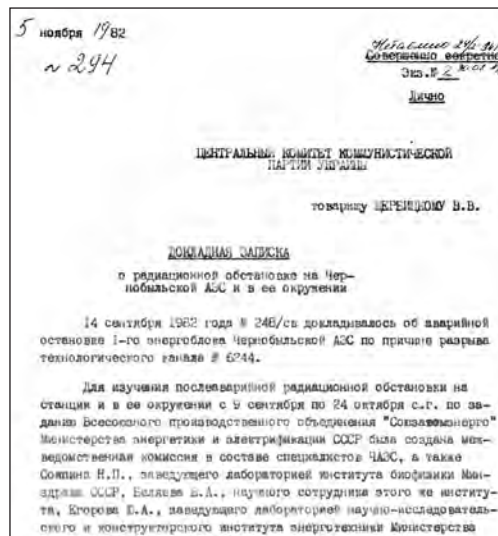 5 ноября 1982
№ 294
Совершенно секретно
Экз.№ 2
Лично
ЦЕНТРАЛЬНЫЙ КОМИТЕТ КОММУНИСТИЧЕСКОЙ
ПАРТИИ УКРАИНЫ
товарищу ЩЕРБИЦКОМУ В.В.
ДОКЛАДНАЯ ЗАПИСКА
о радиационной обстановке на Чер-
нобыльской АЭС и в ее окружении
14 сентября 1982 года № 248/св докладывалось об аварийной
остановке 1-го энергоблока Чернобыльской АЭС по причине разрыва
технологического канала № 6244.
Для изучения послеаварийной радиационной обстановки на
станции и в ее окружении с 9 сентября по 24 октября с.г. по за-
данию Всесоюзного производственного объединения "Союзатомэнерго"
Министерства энергетики и электрификации СССР была создана меж-
ведомственная комиссия в составе специалистов ЧАЭС, а также
Н.П., заведующего лабораторией института биофизики Мин-
здрава СССР, Беляева В.А., научного сотрудника этого же институ-
та, Егорова Ю.А., заведующего лабораторией научно-исследователь-
ского и конструкторского института энерготехники Министерства